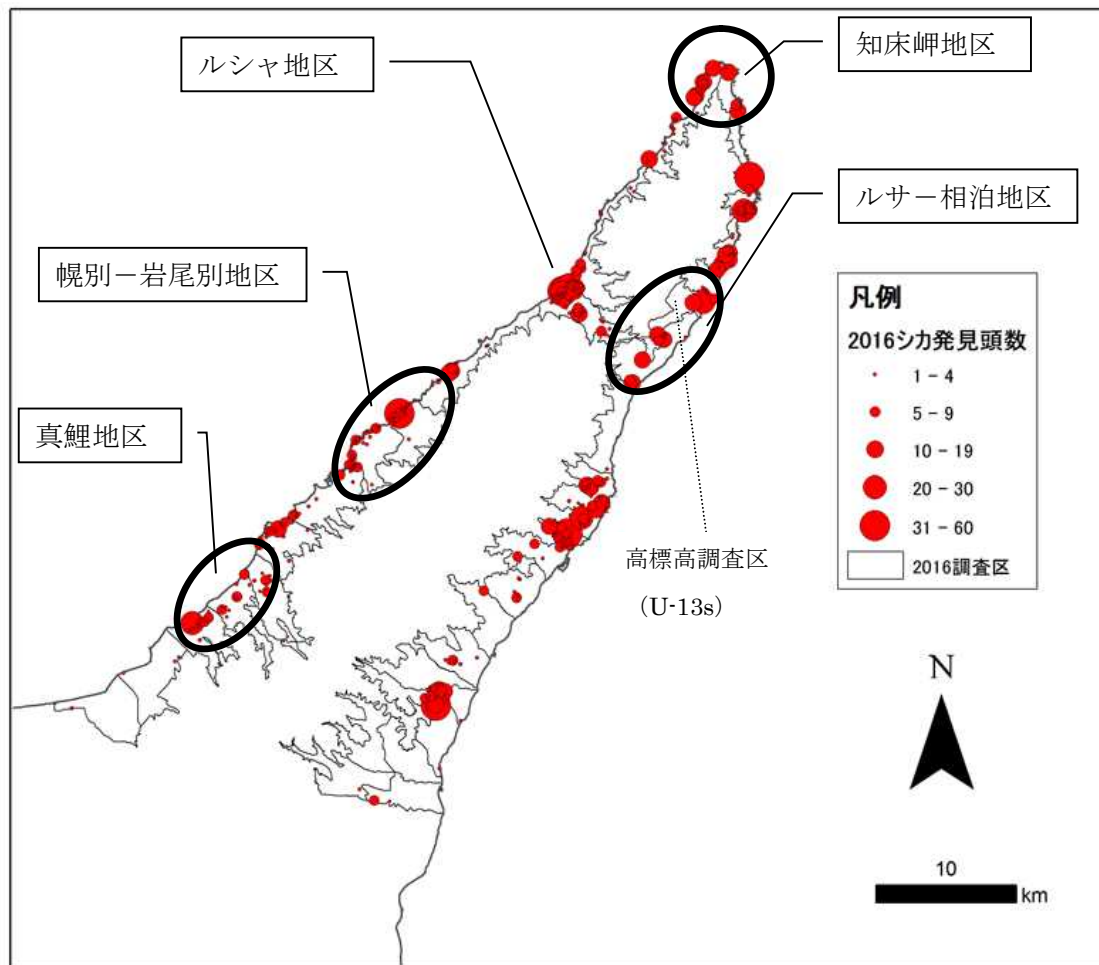 知床岬地区
ルシャ地区
ルサー相泊地区
幌別－岩尾別地区
真鯉地区
高標高調査区
(U-13s)
凡例
2016シカ発見頭数
1 - 4
5 - 9
10 - 19
20 - 30
31 - 60
2016調査区
N
10
km